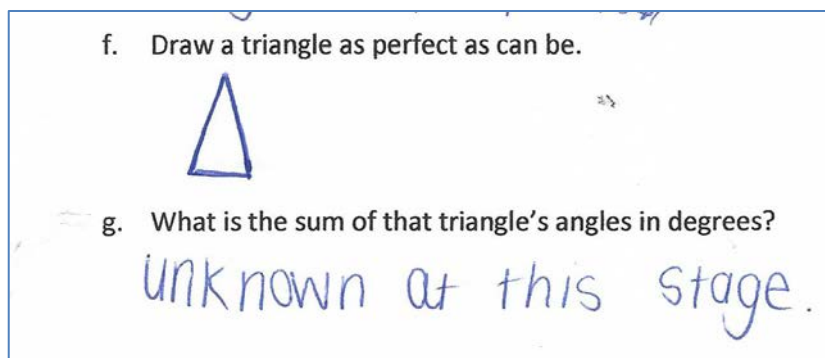 f. Draw a triangle as perfect as can be.
g. What is the sum of that triangle's angles in degrees?
unknown at this stage.